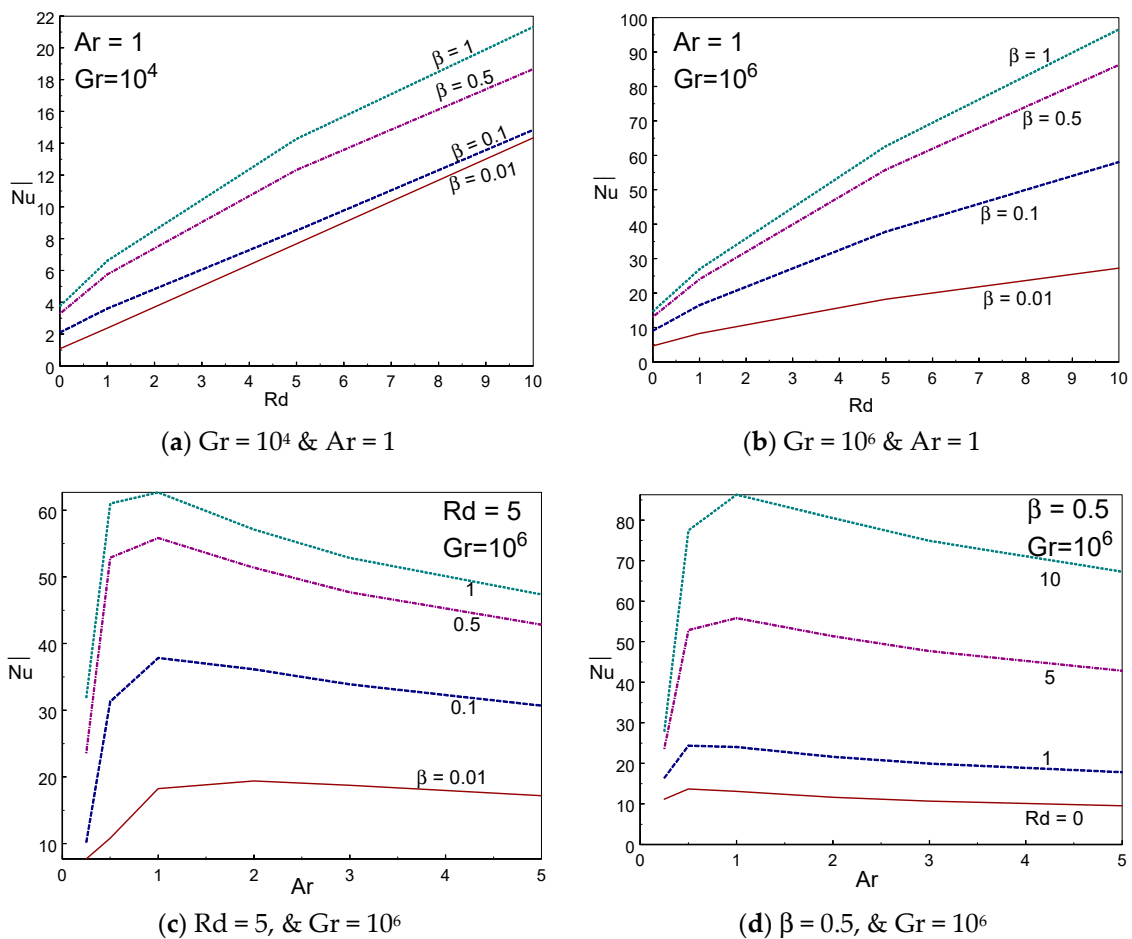 22
20
18
16
14
12
10
8
6
4
2
0
Nu
Ar = 1
Gr=10⁴
β = 1
β = 0.5
β = 0.1
β = 0.01
0 1 2 3 4 5 6 7 8 9 10
Rd
(a) Gr = 10⁴ & Ar = 1
100
90
80
70
60
50
40
30
20
10
0
Nu
Ar = 1
Gr=10⁶
β = 1
β = 0.5
β = 0.1
β = 0.01
0 1 2 3 4 5 6 7 8 9 10
Rd
(b) Gr = 10⁶ & Ar = 1
60
50
40
30
20
10
Nu
Rd = 5
Gr=10⁶
1
0.5
0.1
β = 0.01
0 1 2 3 4 5
Ar
(c) Rd = 5, & Gr = 10⁶
80
70
60
50
40
30
20
10
0
Nu
β = 0.5
Gr=10⁶
10
5
1
Rd = 0
0 1 2 3 4 5
Ar
(d) β = 0.5, & Gr = 10⁶